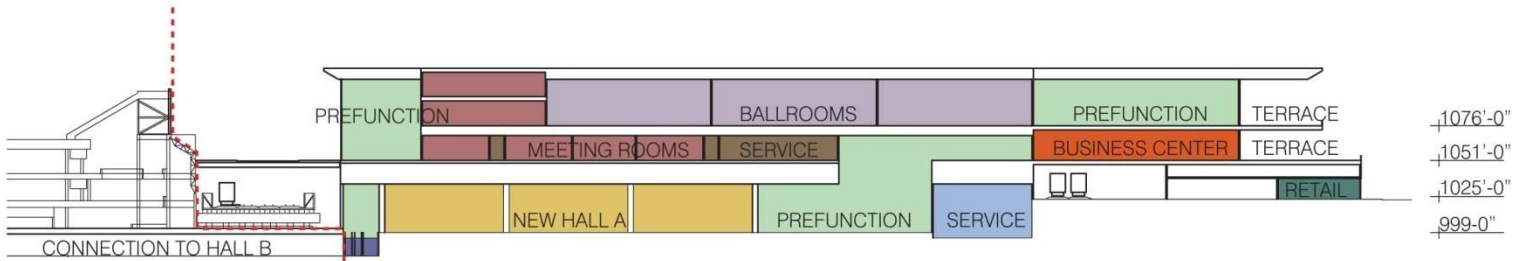 PREFUNCTION
BALLROOMS
PREFUNCTION
TERRACE
1076'-0"
MEETING ROOMS
SERVICE
BUSINESS CENTER
TERRACE
1051'-0"
RETAIL
1025'-0"
NEW HALL A
PREFUNCTION
SERVICE
999-0"
CONNECTION TO HALL B